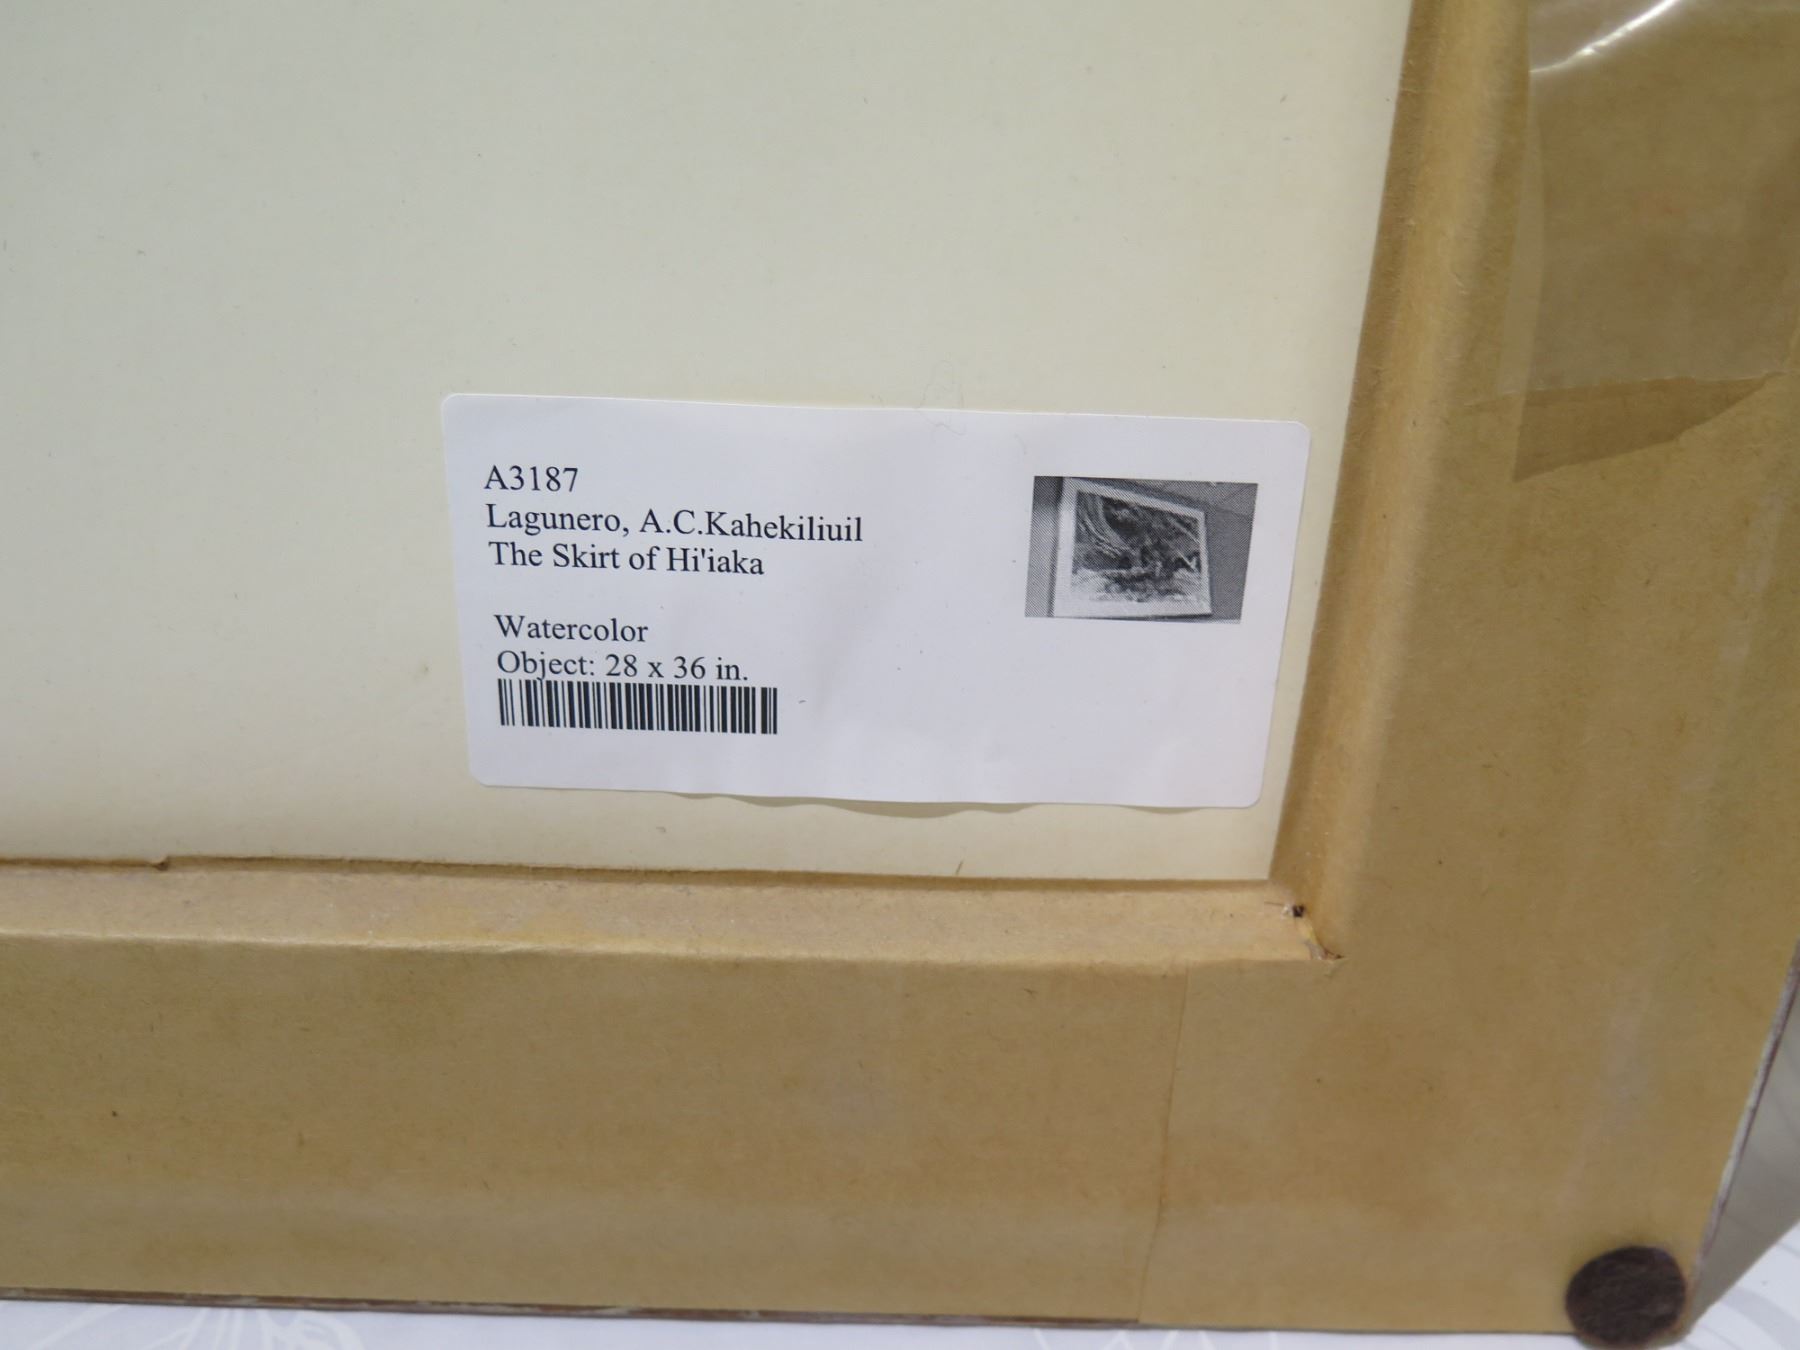 A3187
Lagunero, A.C.Kahekiliuil
The Skirt of Hi'iaka
Watercolor
Object: 28 x 36 in.